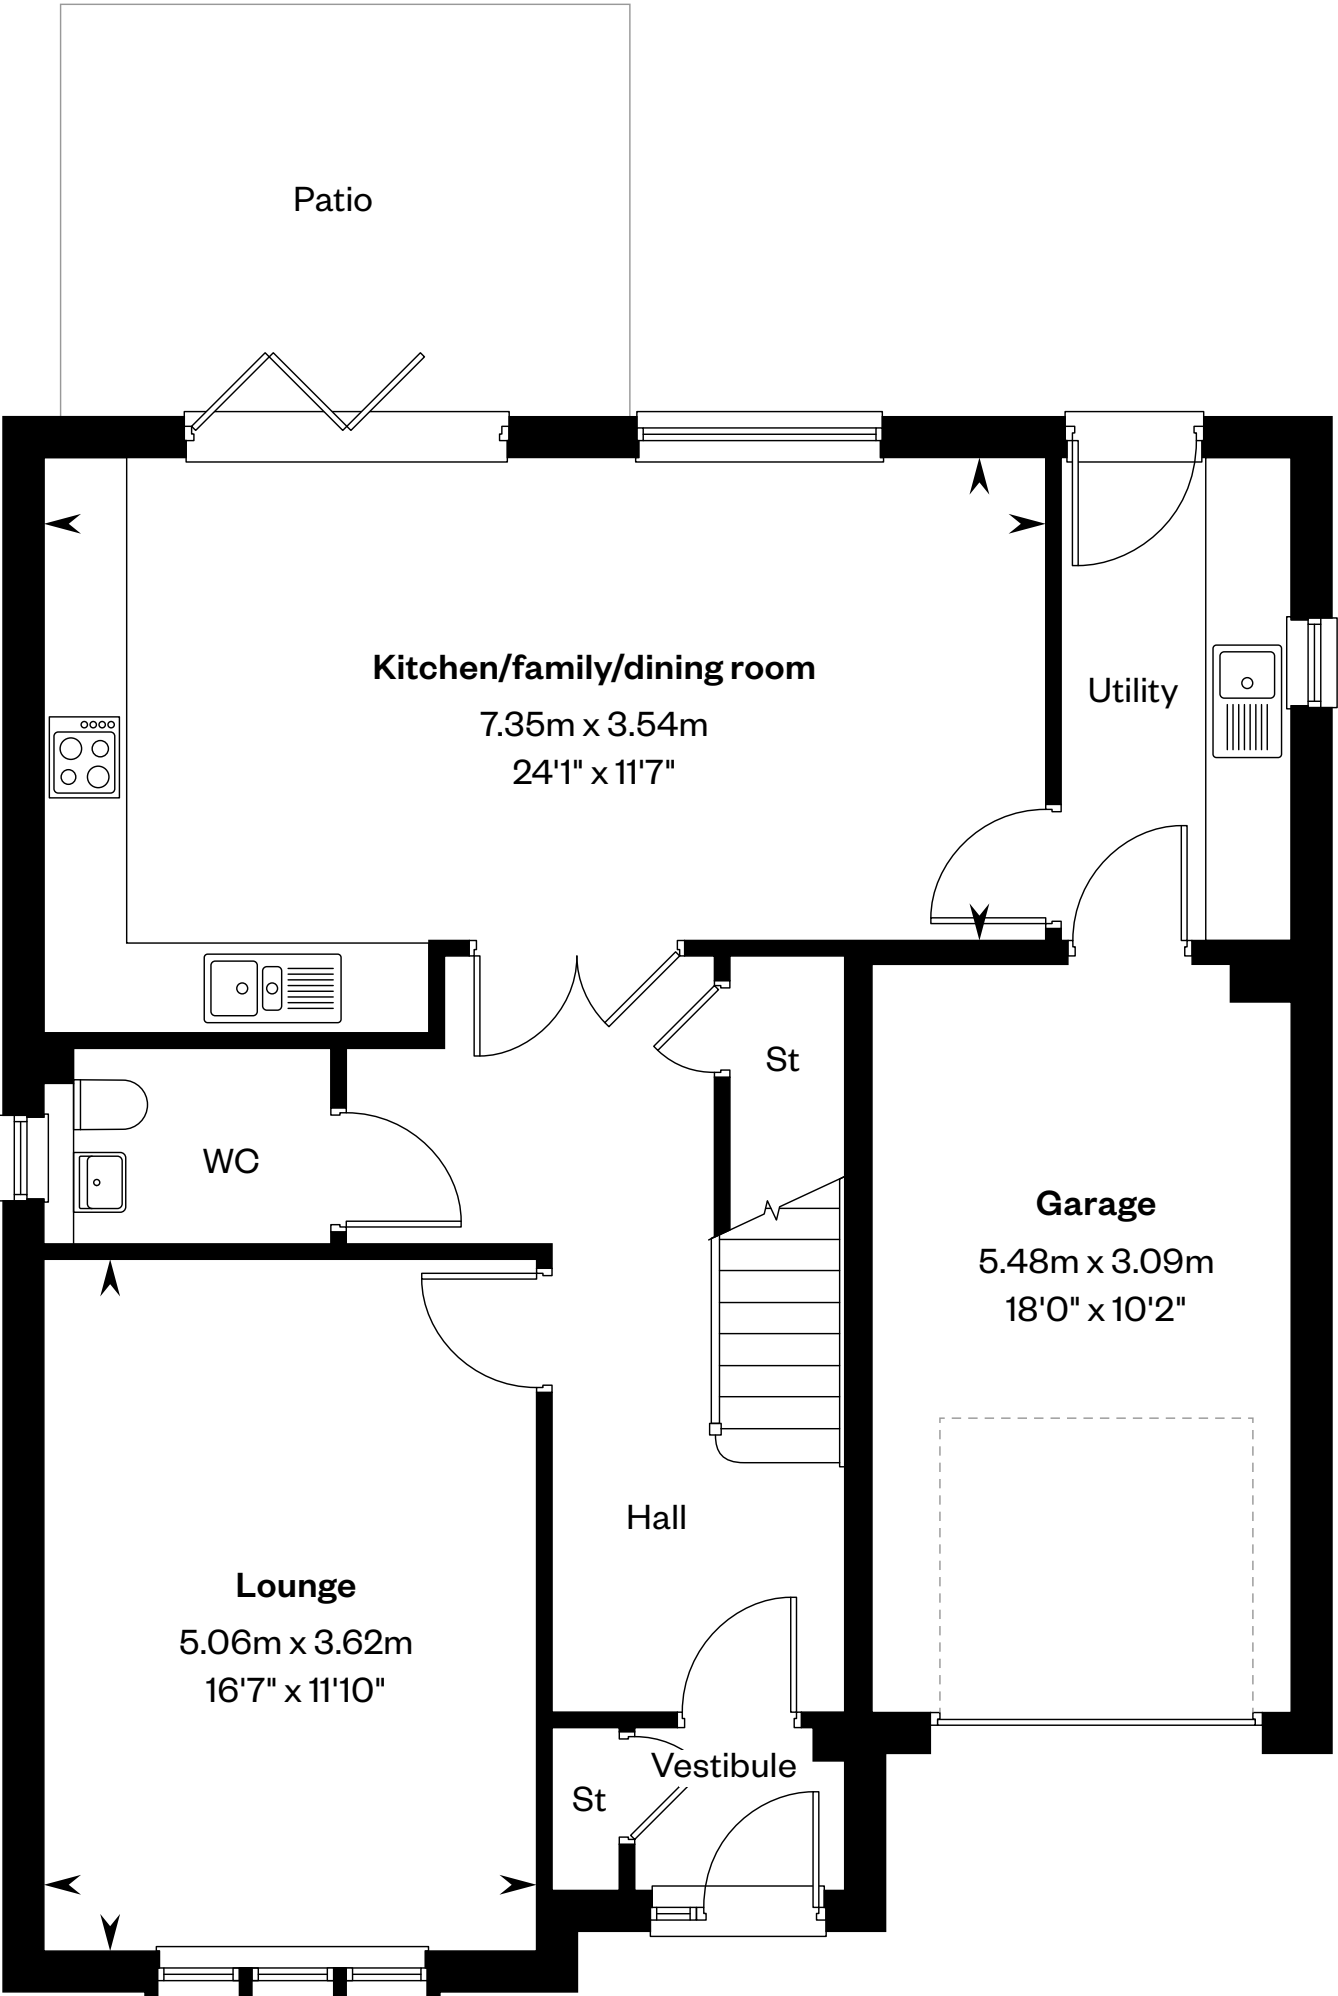 Patio
Kitchen/family/dining room
7.35m x 3.54m
24'1" x 11'7"
Utility
St
WC
Garage
5.48m x 3.09m
18'0" x 10'2"
Hall
Lounge
5.06m x 3.62m
16'7" x 11'10"
Vestibule
St